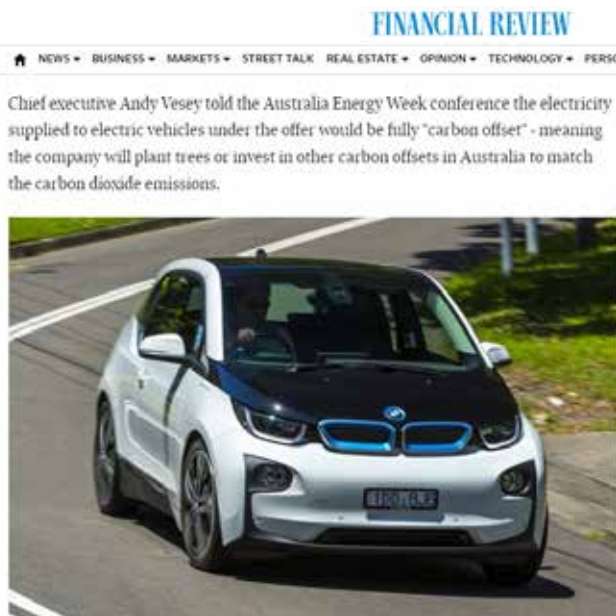 FINANCIAL REVIEW
NEWS BUSINESS MARKETS STREET TALK REAL ESTATE OPINION TECHNOLOGY PERSO
Chief executive Andy Vesey told the Australia Energy Week conference the electricity
supplied to electric vehicles under the offer would be fully "carbon offset" - meaning
the company will plant trees or invest in other carbon offsets in Australia to match
the carbon dioxide emissions.